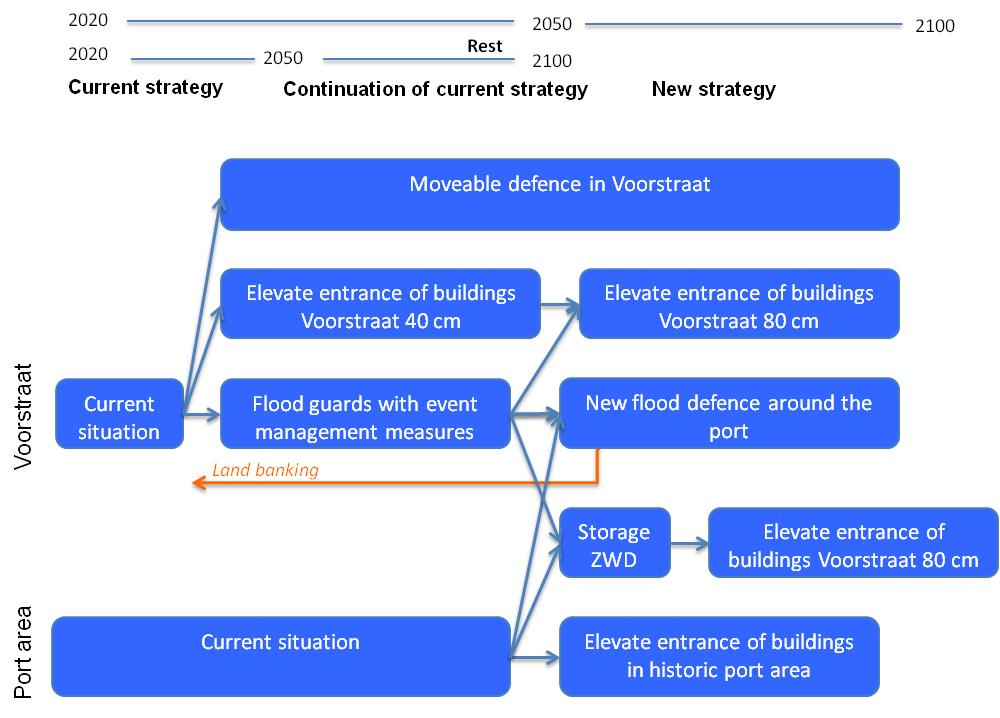 2020
2050
2100
Rest
2020
2050
2100
Current strategy
Continuation of current strategy
New strategy
Moveable defence in Voorstraat
Elevate entrance of buildings
Voorstraat 40 cm
Elevate entrance of buildings
Voorstraat 80 cm
Voorstraat
Current
situation
Flood guards with event
management measures
New flood defence around the
port
Land banking
Storage
ZWD
Elevate entrance of
buildings Voorstraat 80 cm
Port area
Current situation
Elevate entrance of buildings
in historic port area